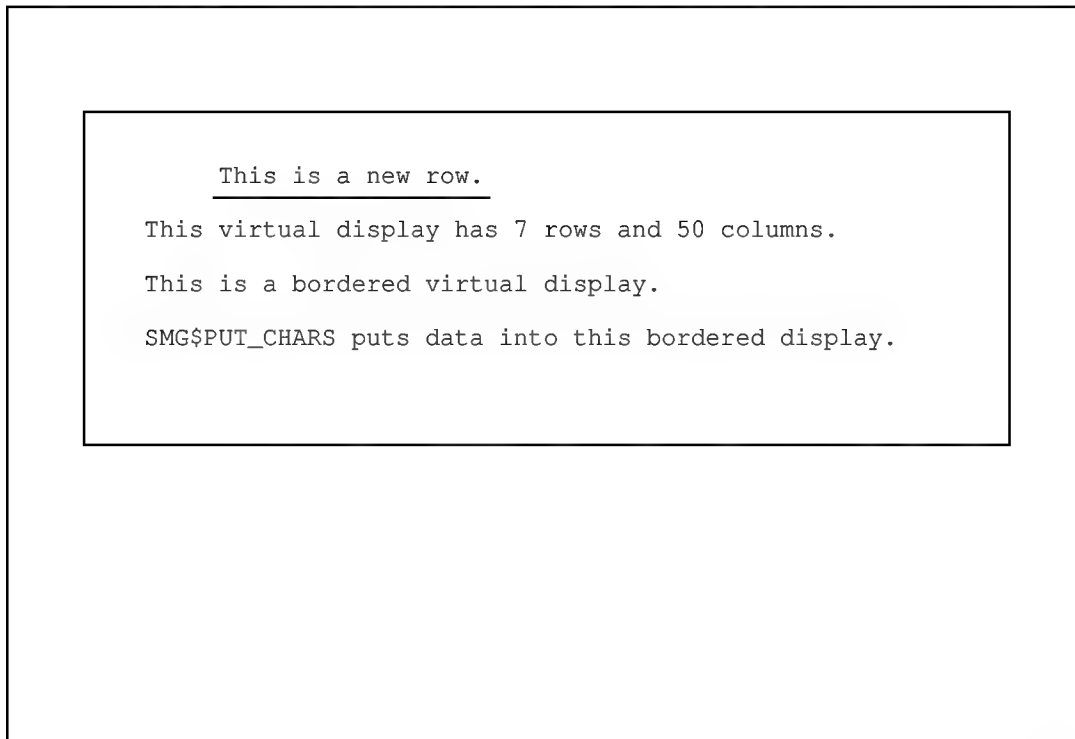 This is a new row.
This virtual display has 7 rows and 50 columns.
This is a bordered virtual display.
SMG$PUT_CHARS puts data into this bordered display.